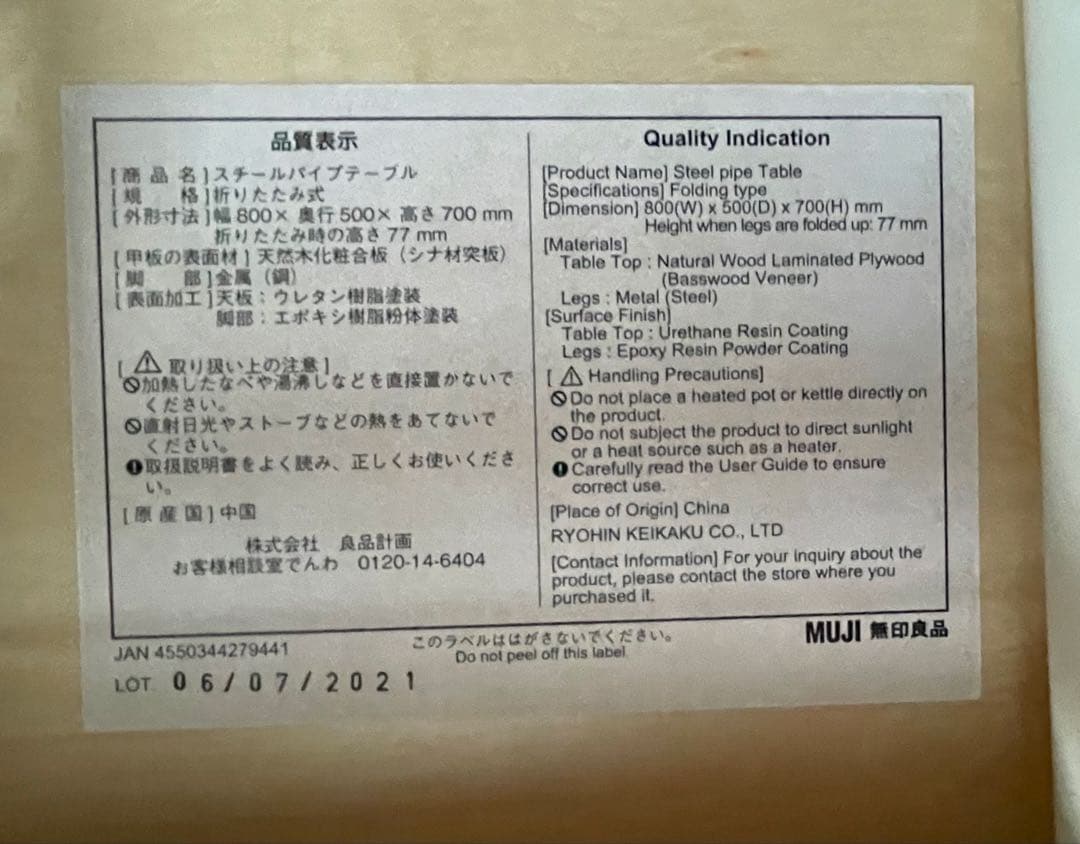 品質表示
[商品名]スチールパイプテーブル
[規格]折りたたみ式
[外形寸法]幅800×奥行500×高さ700mm
折りたたみ時の高さ77mm
[甲板の表面材]天然木化粧合板（シナ材突板）
[脚部]金属（鋼）
[表面加工]天板：ウレタン樹脂塗装
脚部：エポキシ樹脂粉体塗装
[⚠取り扱い上の注意]
🚫加熱したなべや湯沸しなどを直接置かないで
ください。
🚫直射日光やストーブなどの熱をあてないで
ください。
❗取扱説明書をよく読み、正しくお使いくださ
い。
[原産国]中国
株式会社　良品計画
お客様相談室でんわ　0120-14-6404
Quality Indication
[Product Name] Steel pipe Table
[Specifications] Folding type
[Dimension] 800(W) x 500(D) x 700(H) mm
Height when legs are folded up: 77 mm
[Materials]
Table Top : Natural Wood Laminated Plywood
(Basswood Veneer)
Legs : Metal (Steel)
[Surface Finish]
Table Top : Urethane Resin Coating
Legs : Epoxy Resin Powder Coating
[⚠ Handling Precautions]
🚫Do not place a heated pot or kettle directly on
the product.
🚫Do not subject the product to direct sunlight
or a heat source such as a heater.
❗Carefully read the User Guide to ensure
correct use.
[Place of Origin] China
RYOHIN KEIKAKU CO., LTD
[Contact Information] For your inquiry about the
product, please contact the store where you
purchased it.
JAN 4550344279441
このラベルははがさないでください。
Do not peel off this label
MUJI 無印良品
LOT. 06/07/2021